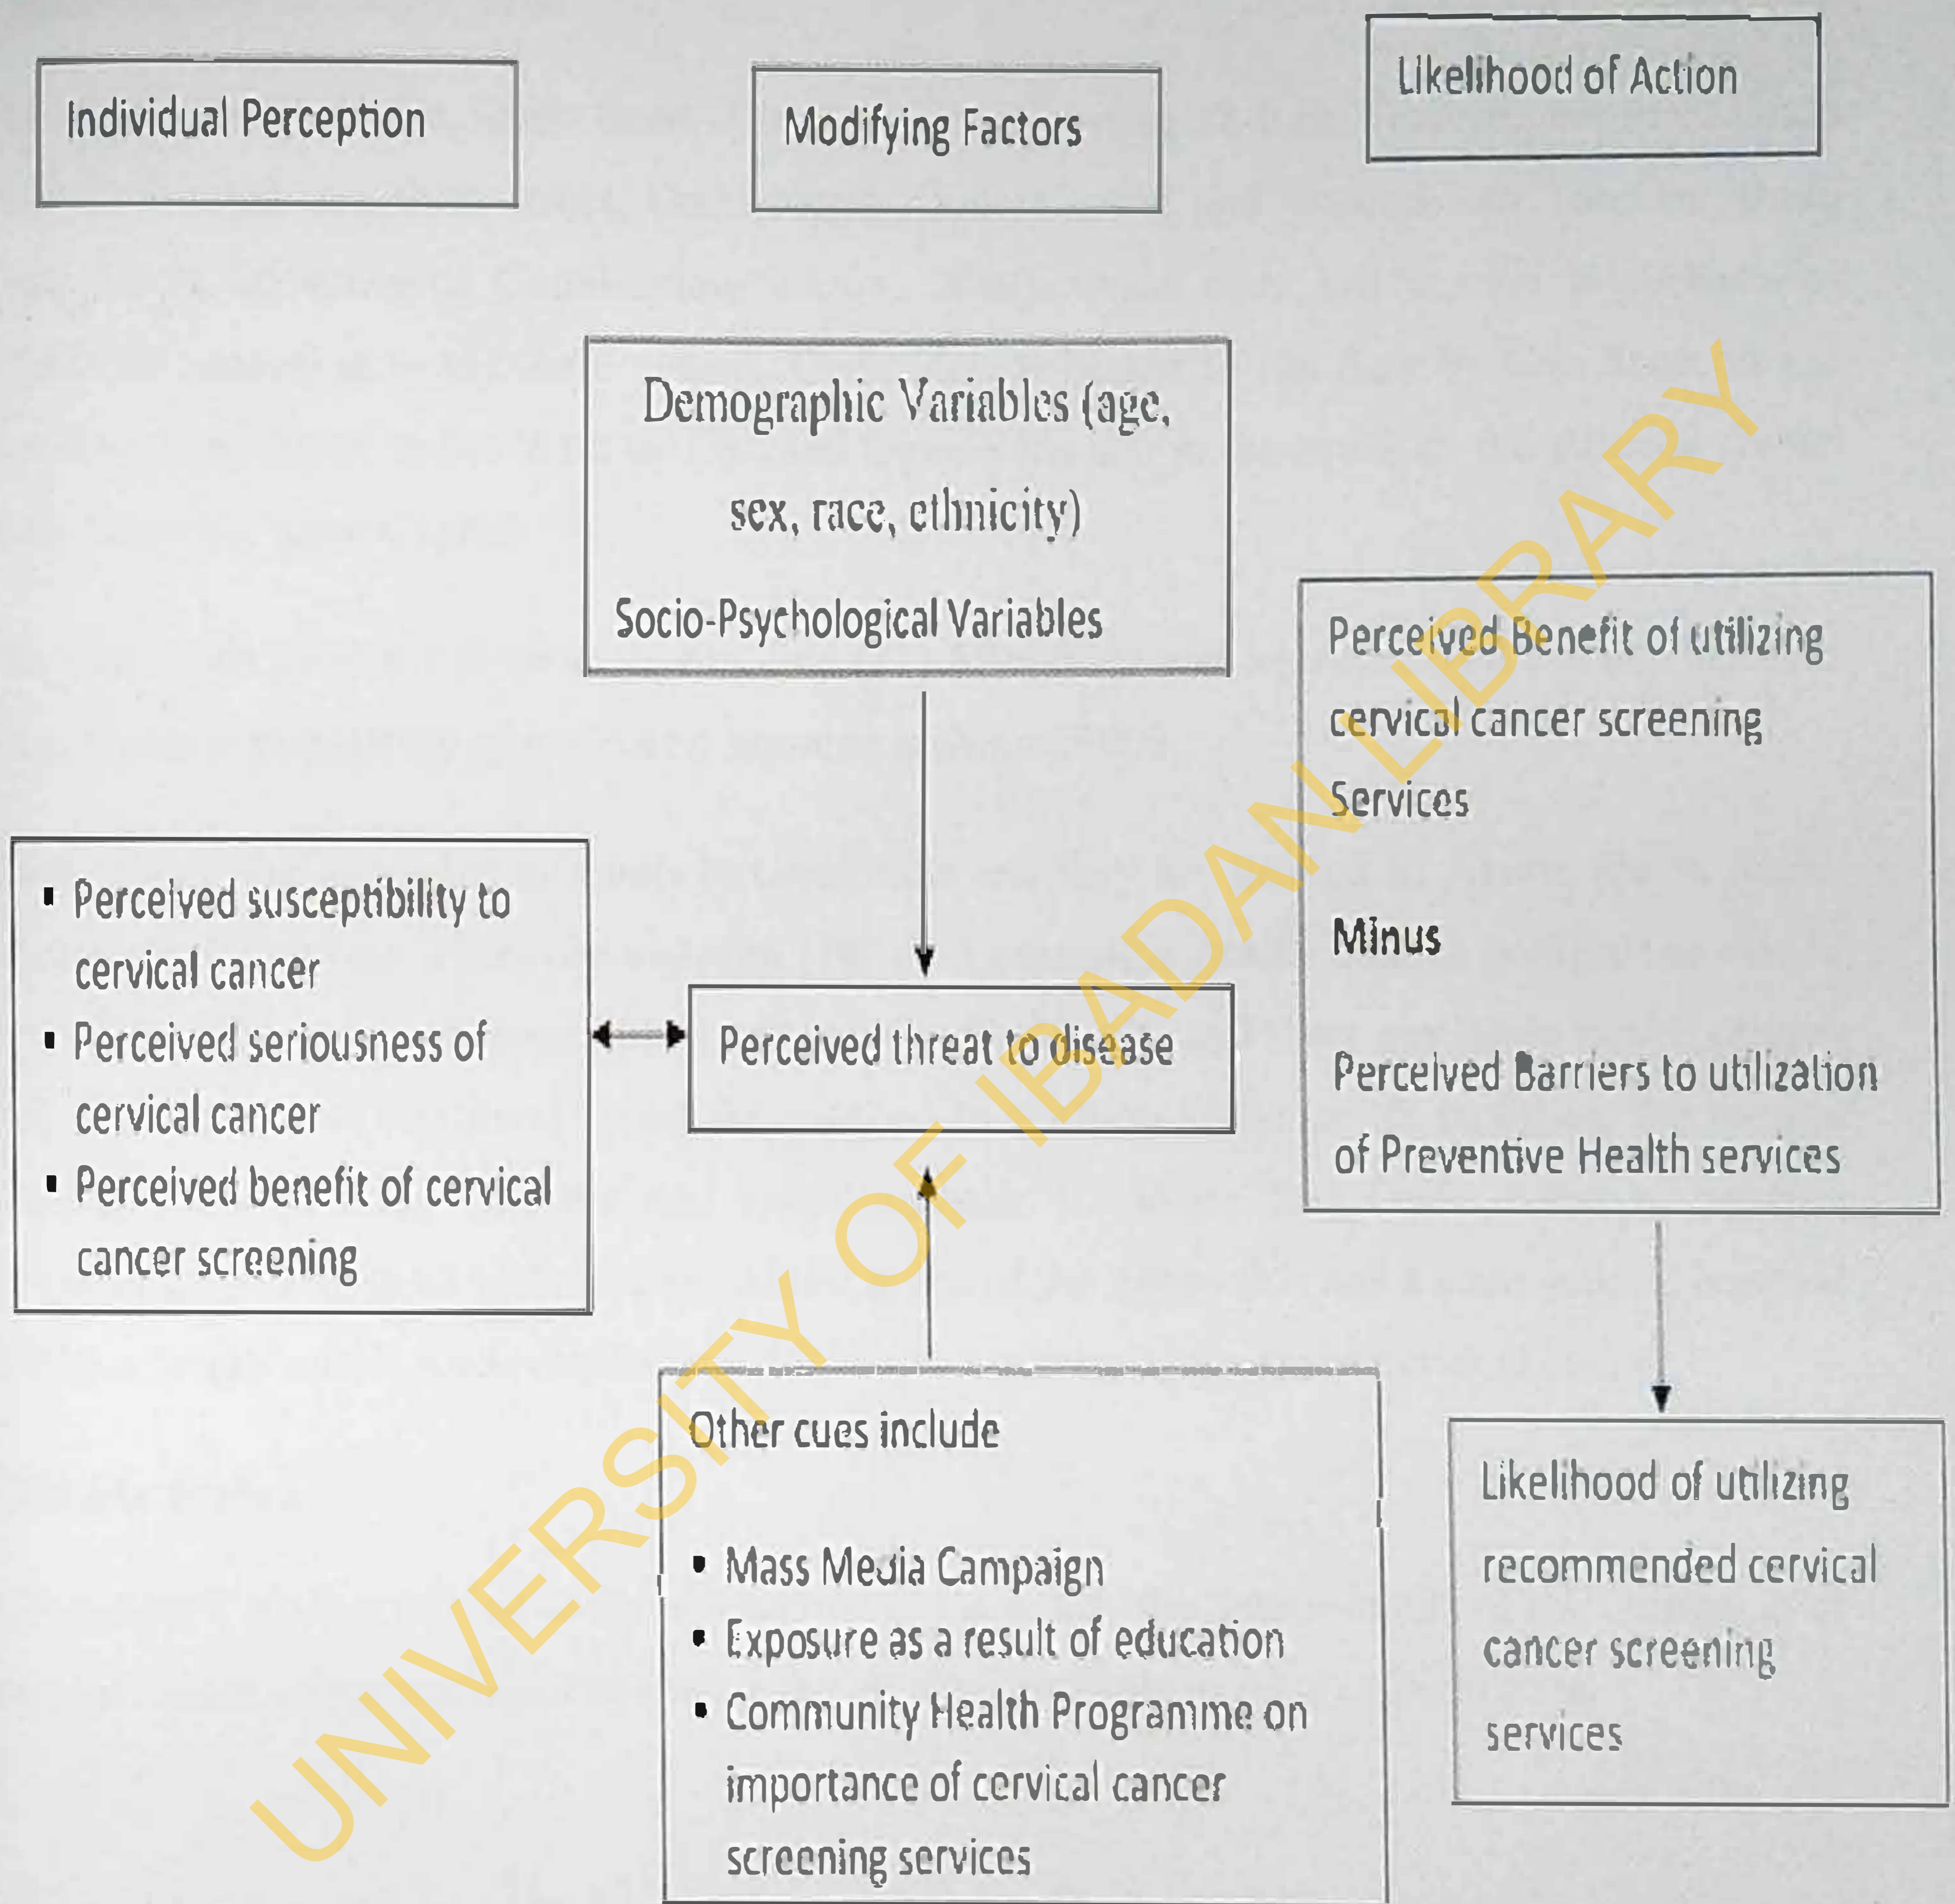 Individual Perception
Modifying Factors
Likelihood of Action
Demographic Variables (age,
sex, race, ethnicity)
Socio-Psychological Variables
▪ Perceived susceptibility to
cervical cancer
▪ Perceived seriousness of
cervical cancer
▪ Perceived benefit of cervical
cancer screening
Perceived threat to disease
Perceived Benefit of utilizing
cervical cancer screening
Services
Minus
Perceived Barriers to utilization
of Preventive Health services
Other cues include
▪ Mass Media Campaign
▪ Exposure as a result of education
▪ Community Health Programme on
importance of cervical cancer
screening services
Likelihood of utilizing
recommended cervical
cancer screening
services
UNIVERSITY OF IBADAN LIBRARY